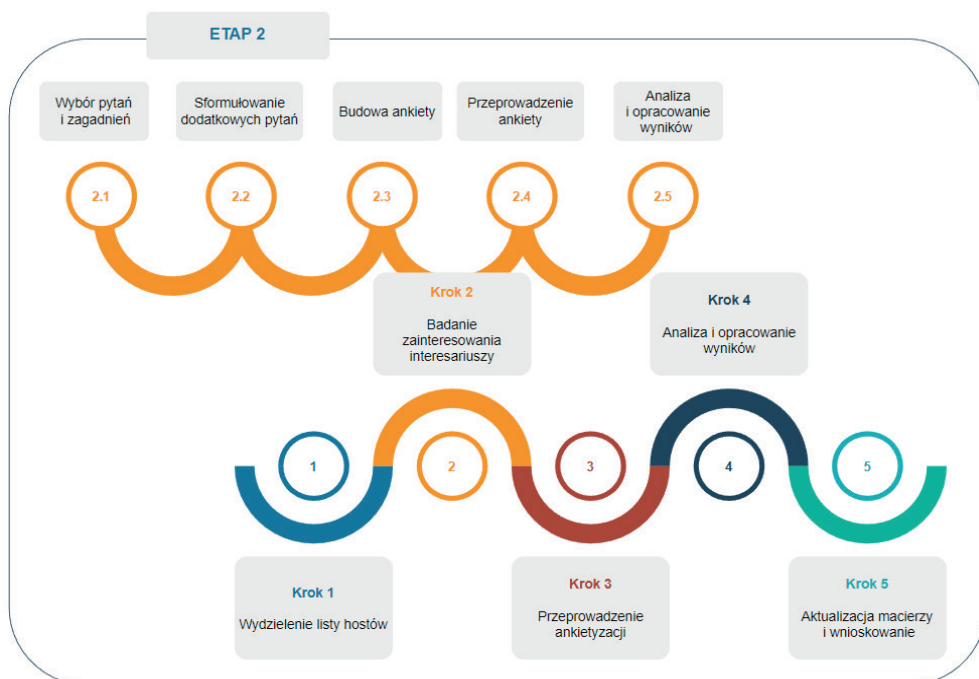 ETAP 2
Wybór pytań
i zagadnień
Sformułowanie
dodatkowych pytań
Budowa ankiety
Przeprowadzenie
ankiety
Analiza
i opracowanie
wyników
2.1
2.2
2.3
2.4
2.5
Krok 2
Badanie
zainteresowania
interesariuszy
Krok 4
Analiza i opracowanie
wyników
1
2
3
4
5
Krok 1
Wydzielenie listy hostów
Krok 3
Przeprowadzenie
ankietyzacji
Krok 5
Aktualizacja macierzy
i wnioskowanie